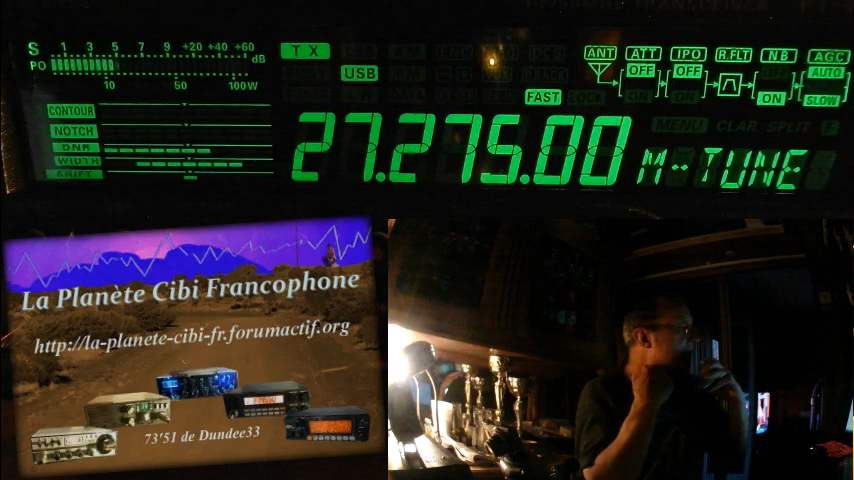 S 1 3 5 7 9 +20 +40 +60 dB
PO 10 50 100W
TX
USB
FAST LOCK
ANT ATT IPO R.FLT NB AGC
OFF OFF AUTO
ON SLOW
CONTOUR
NOTCH
DNR
WIDTH
SHIFT
27.275.00 M--TUNE
MENU CLAR SPLIT F
La Planète Cibi Francophone
http://la-planete-cibi-fr.forumactif.org
73'51 de Dundee33